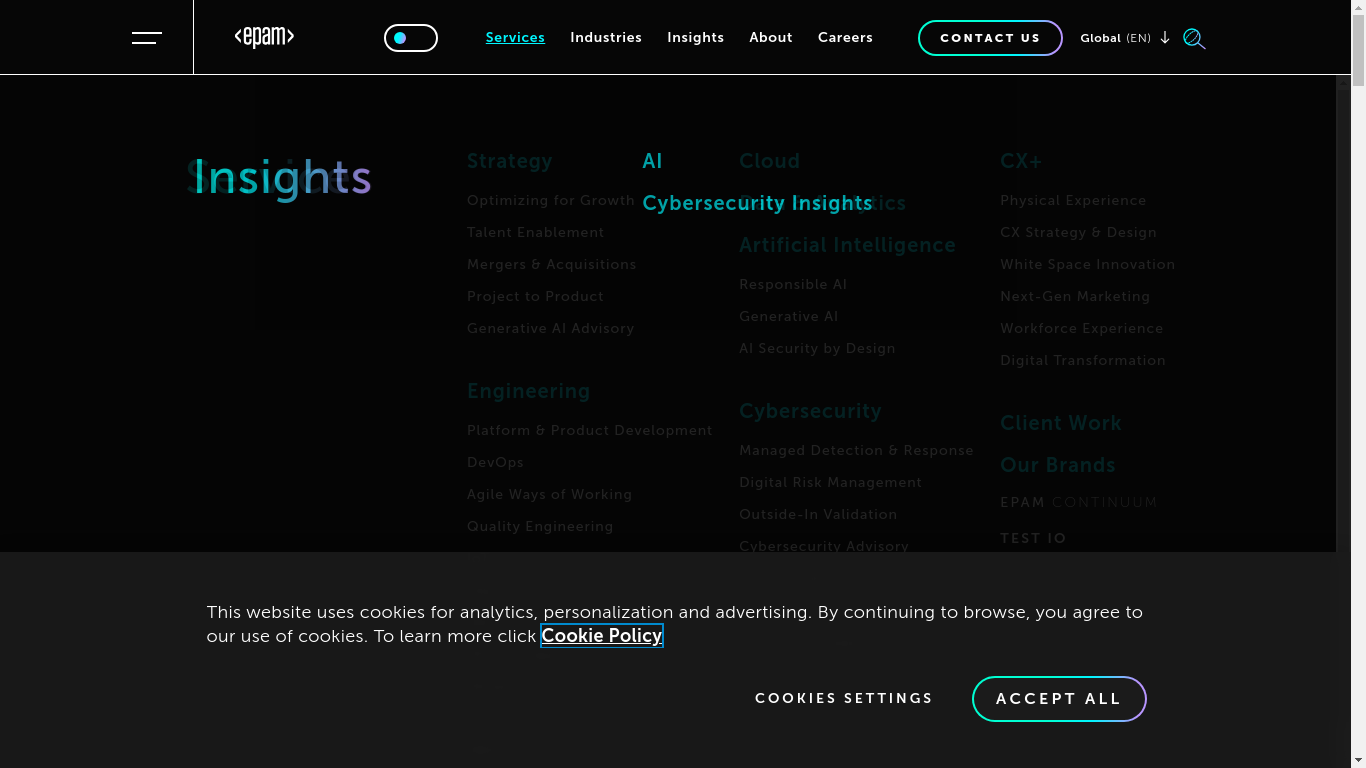 <epam>
Services
Industries
Insights
About
Careers
CONTACT US
Global (EN)
Services
Insights
Strategy
Optimizing for Growth
Talent Enablement
Mergers & Acquisitions
Project to Product
Generative AI Advisory
Engineering
Platform & Product Development
DevOps
Agile Ways of Working
Quality Engineering
AI
Cybersecurity Insights
Cloud
Artificial Intelligence
Responsible AI
Generative AI
AI Security by Design
Cybersecurity
Managed Detection & Response
Digital Risk Management
Outside-In Validation
Cybersecurity Advisory
CX+
Physical Experience
CX Strategy & Design
White Space Innovation
Next-Gen Marketing
Workforce Experience
Digital Transformation
Client Work
Our Brands
EPAM CONTINUUM
TEST IO
This website uses cookies for analytics, personalization and advertising. By continuing to browse, you agree to
our use of cookies. To learn more click Cookie Policy
COOKIES SETTINGS
ACCEPT ALL